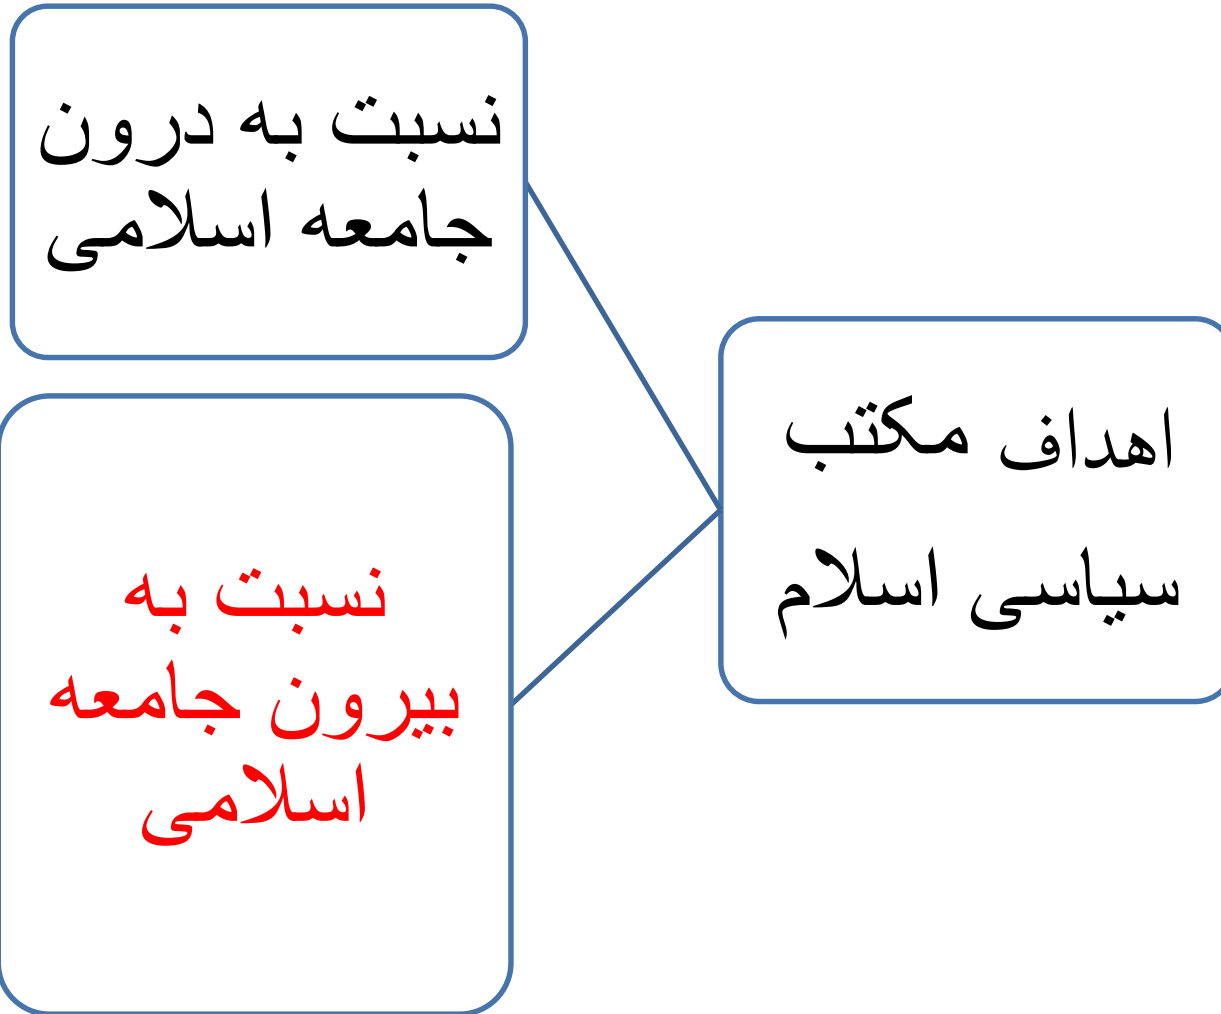 اهداف مکتب
سیاسی اسلام
نسبت به درون
جامعه اسلامی
نسبت به
بیرون جامعه
اسلامی